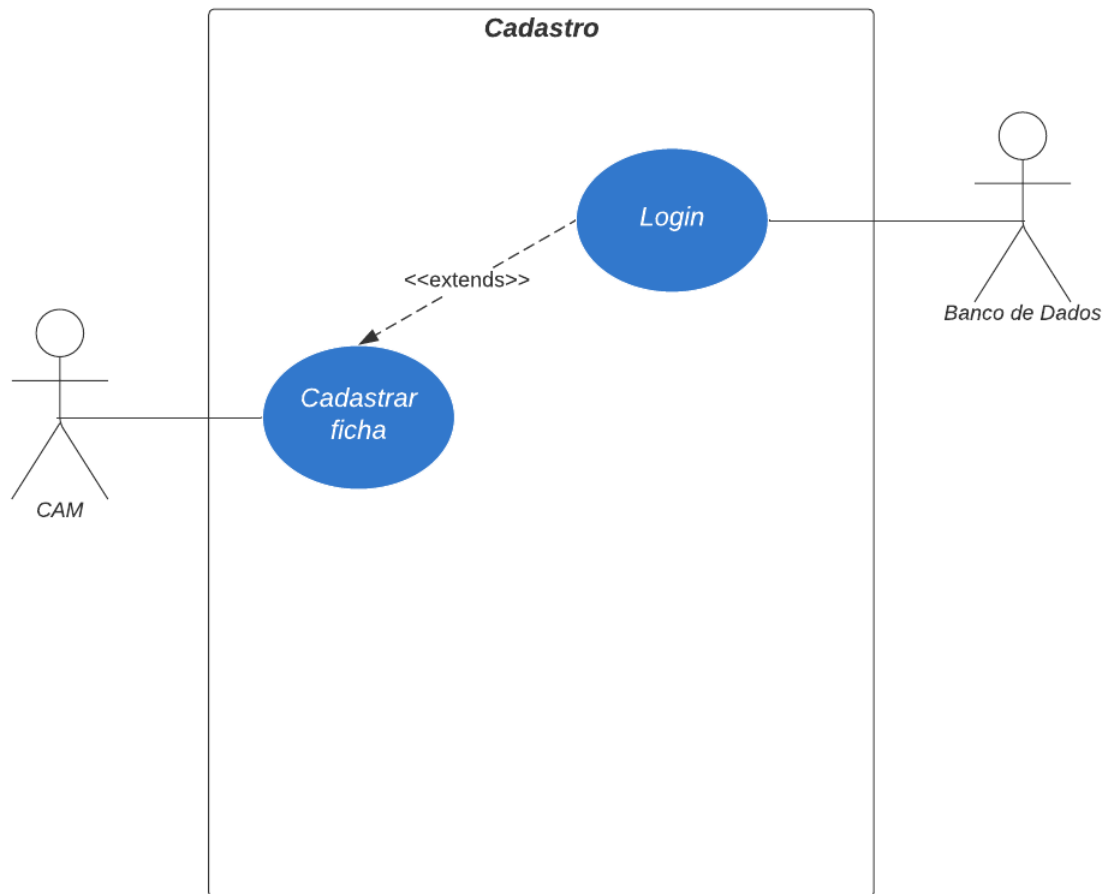 Cadastro
Login
<<extends>>
Banco de Dados
Cadastrar
ficha
CAM